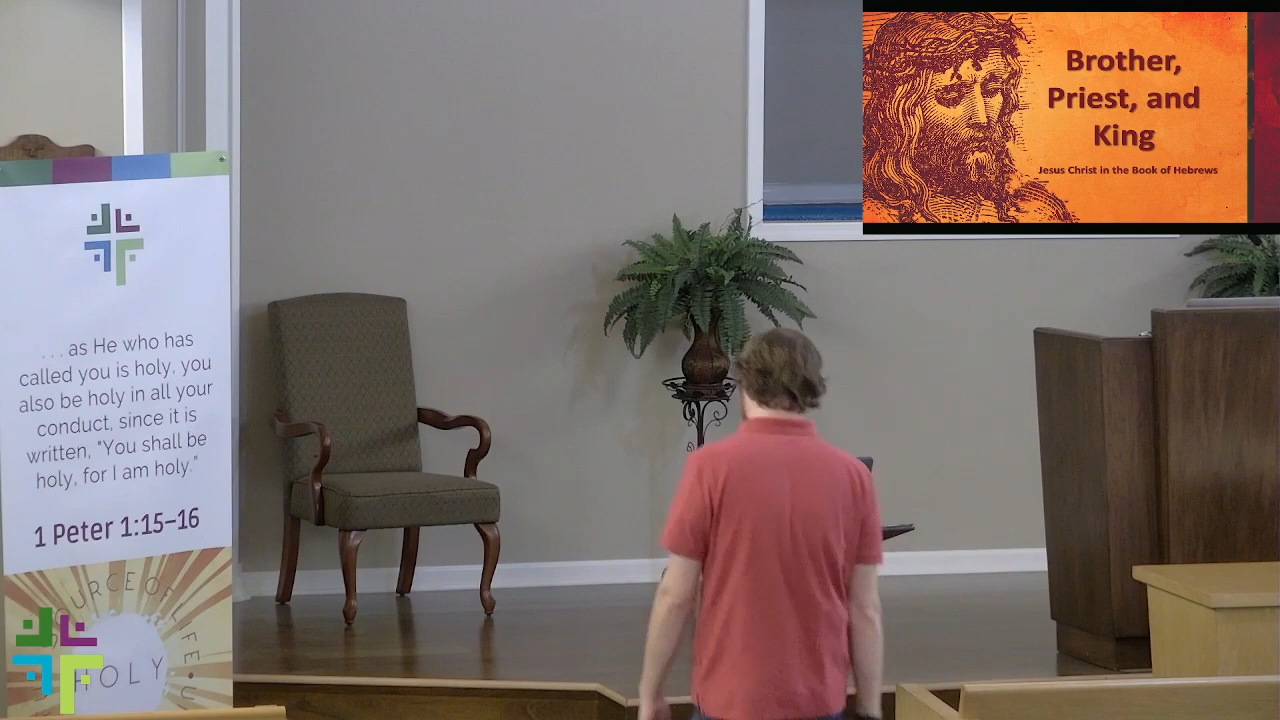 Brother,
Priest, and
King
Jesus Christ in the Book of Hebrews
. . . as He who has
called you is holy, you
also be holy in all your
conduct, since it is
written, "You shall be
holy, for I am holy."
1 Peter 1:15–16
HOLY